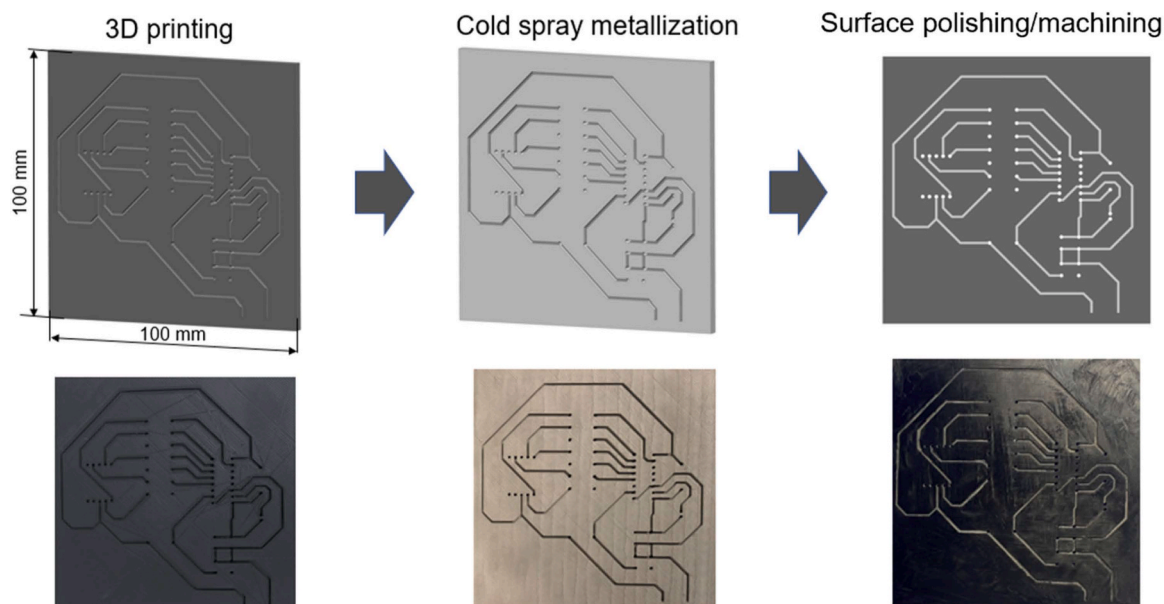 3D printing
Cold spray metallization
Surface polishing/machining
100 mm
100 mm